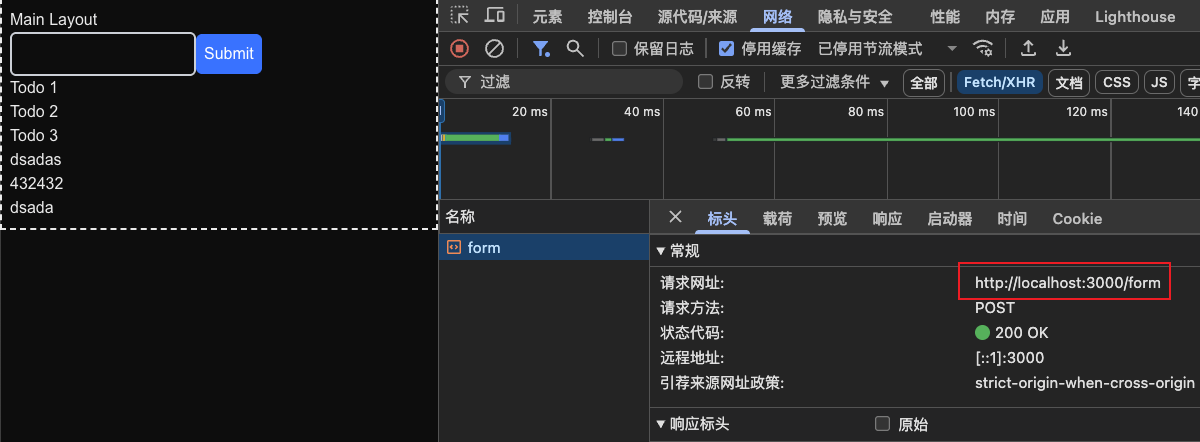 Main Layout
Submit
Todo 1
Todo 2
Todo 3
dsadas
432432
dsada
元素 控制台 源代码/来源 网络 隐私与安全 性能 内存 应用 Lighthouse
保留日志 停用缓存 已停用节流模式
过滤 反转 更多过滤条件 全部 Fetch/XHR 文档 CSS JS 字
20 ms 40 ms 60 ms 80 ms 100 ms 120 ms 140
名称
form
标头 载荷 预览 响应 启动器 时间 Cookie
常规
请求网址: http://localhost:3000/form
请求方法: POST
状态代码: 200 OK
远程地址: [::1]:3000
引荐来源网址政策: strict-origin-when-cross-origin
响应标头 原始